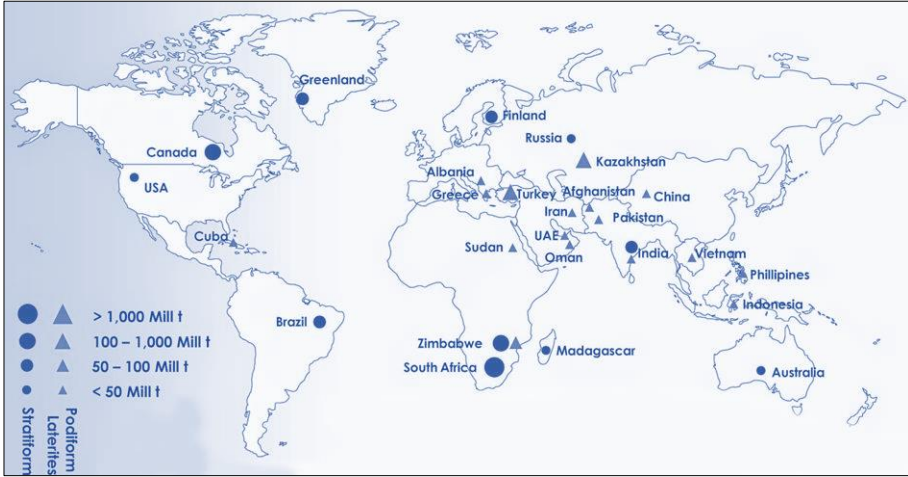 Greenland
Finland
Russia
Canada
Kazakhstan
Albania
USA
Greece
Turkey
Afghanistan
China
Iran
Pakistan
Cuba
Sudan
UAE
Oman
India
Vietnam
Phillipines
Indonesia
> 1,000 Mill t
Brazil
100 – 1,000 Mill t
Zimbabwe
Madagascar
50 – 100 Mill t
South Africa
Australia
< 50 Mill t
Stratiform
Podiform
Laterites